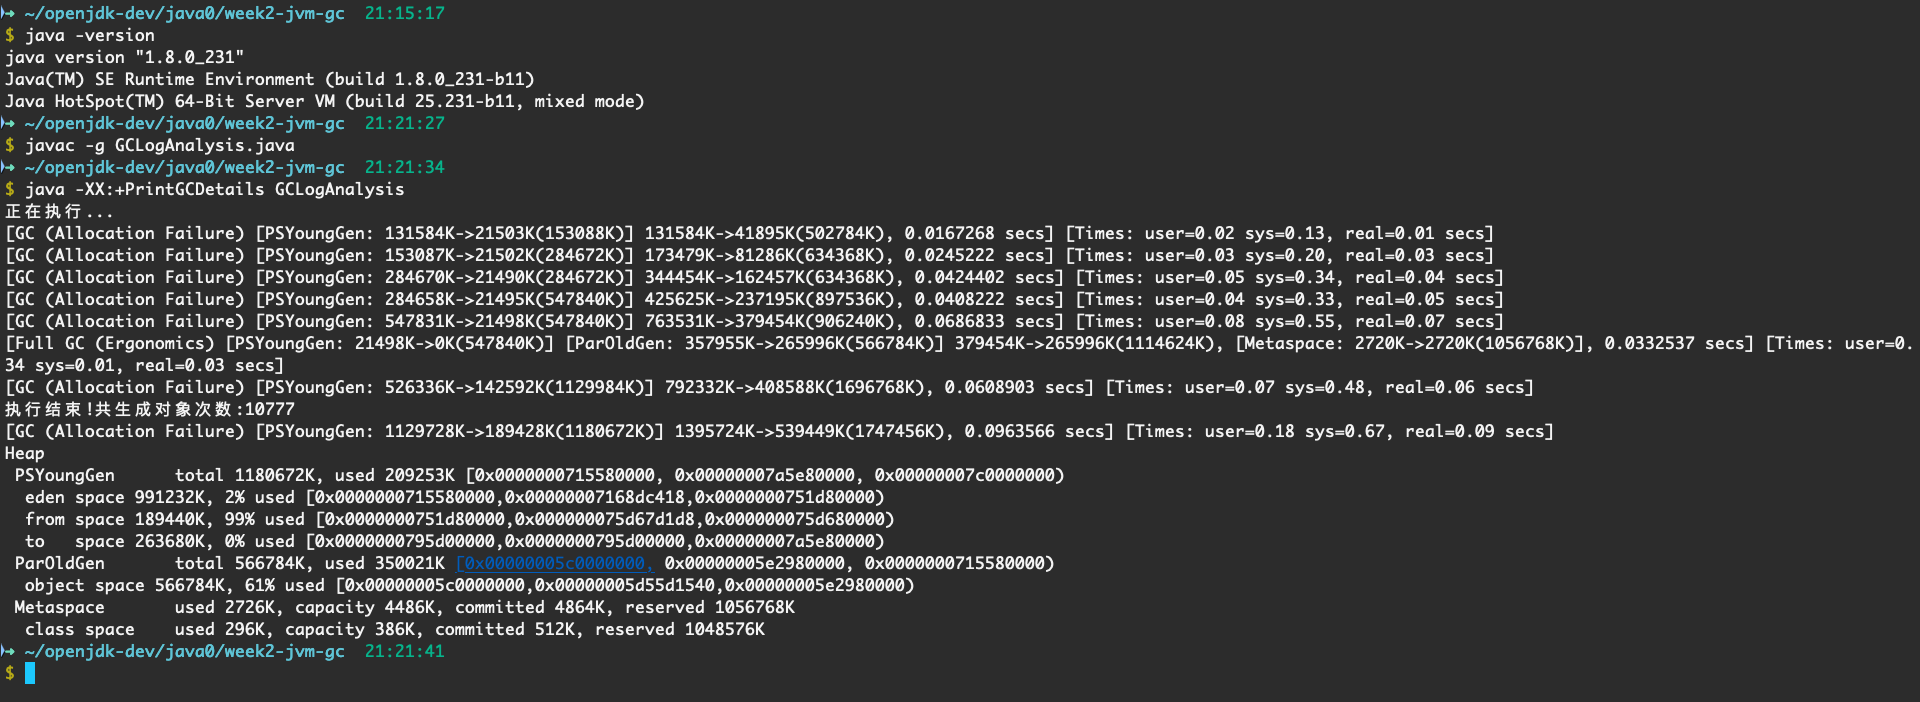 ~/openjdk-dev/java0/week2-jvm-gc 21:15:17
$ java -version
java version "1.8.0_231"
Java(TM) SE Runtime Environment (build 1.8.0_231-b11)
Java HotSpot(TM) 64-Bit Server VM (build 25.231-b11, mixed mode)
~/openjdk-dev/java0/week2-jvm-gc 21:21:27
$ javac -g GCLogAnalysis.java
~/openjdk-dev/java0/week2-jvm-gc 21:21:34
$ java -XX:+PrintGCDetails GCLogAnalysis
正在执行...
[GC (Allocation Failure) [PSYoungGen: 131584K->21503K(153088K)] 131584K->41895K(502784K), 0.0167268 secs] [Times: user=0.02 sys=0.13, real=0.01 secs]
[GC (Allocation Failure) [PSYoungGen: 153087K->21502K(284672K)] 173479K->81286K(634368K), 0.0245222 secs] [Times: user=0.03 sys=0.20, real=0.03 secs]
[GC (Allocation Failure) [PSYoungGen: 284670K->21490K(284672K)] 344454K->162457K(634368K), 0.0424402 secs] [Times: user=0.05 sys=0.34, real=0.04 secs]
[GC (Allocation Failure) [PSYoungGen: 284658K->21495K(547840K)] 425625K->237195K(897536K), 0.0408222 secs] [Times: user=0.04 sys=0.33, real=0.05 secs]
[GC (Allocation Failure) [PSYoungGen: 547831K->21498K(547840K)] 763531K->379454K(906240K), 0.0686833 secs] [Times: user=0.08 sys=0.55, real=0.07 secs]
[Full GC (Ergonomics) [PSYoungGen: 21498K->0K(547840K)] [ParOldGen: 357955K->265996K(566784K)] 379454K->265996K(1114624K), [Metaspace: 2720K->2720K(1056768K)], 0.0332537 secs] [Times: user=0.
34 sys=0.01, real=0.03 secs]
[GC (Allocation Failure) [PSYoungGen: 526336K->142592K(1129984K)] 792332K->408588K(1696768K), 0.0608903 secs] [Times: user=0.07 sys=0.48, real=0.06 secs]
执行结束!共生成对象次数:10777
[GC (Allocation Failure) [PSYoungGen: 1129728K->189428K(1180672K)] 1395724K->539449K(1747456K), 0.0963566 secs] [Times: user=0.18 sys=0.67, real=0.09 secs]
Heap
PSYoungGen total 1180672K, used 209253K [0x0000000715580000, 0x00000007a5e80000, 0x00000007c0000000)
eden space 991232K, 2% used [0x0000000715580000,0x00000007168dc418,0x0000000751d80000)
from space 189440K, 99% used [0x0000000751d80000,0x000000075d67d1d8,0x000000075d680000)
to space 263680K, 0% used [0x0000000795d00000,0x0000000795d00000,0x00000007a5e80000)
ParOldGen total 566784K, used 350021K [0x00000005c0000000, 0x00000005e2980000, 0x0000000715580000)
object space 566784K, 61% used [0x00000005c0000000,0x00000005d55d1540,0x00000005e2980000)
Metaspace used 2726K, capacity 4486K, committed 4864K, reserved 1056768K
class space used 296K, capacity 386K, committed 512K, reserved 1048576K
~/openjdk-dev/java0/week2-jvm-gc 21:21:41
$